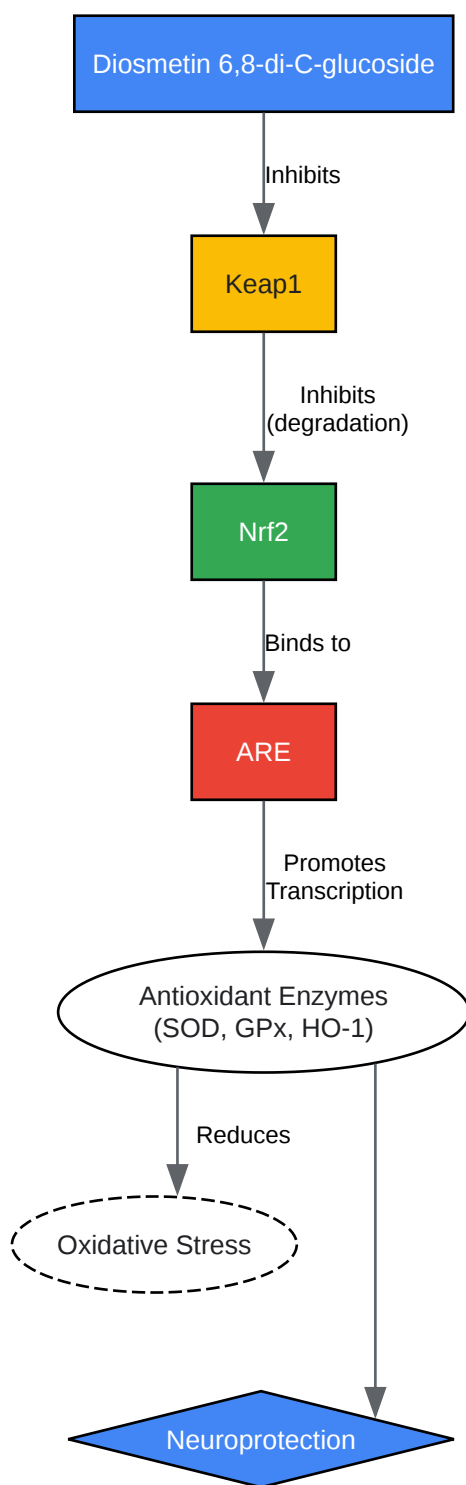 Diosmetin 6,8-di-C-glucoside
Inhibits
Keap1
Inhibits
(degradation)
Nrf2
Binds to
ARE
Promotes
Transcription
Antioxidant Enzymes
(SOD, GPx, HO-1)
Reduces
Oxidative Stress
Neuroprotection